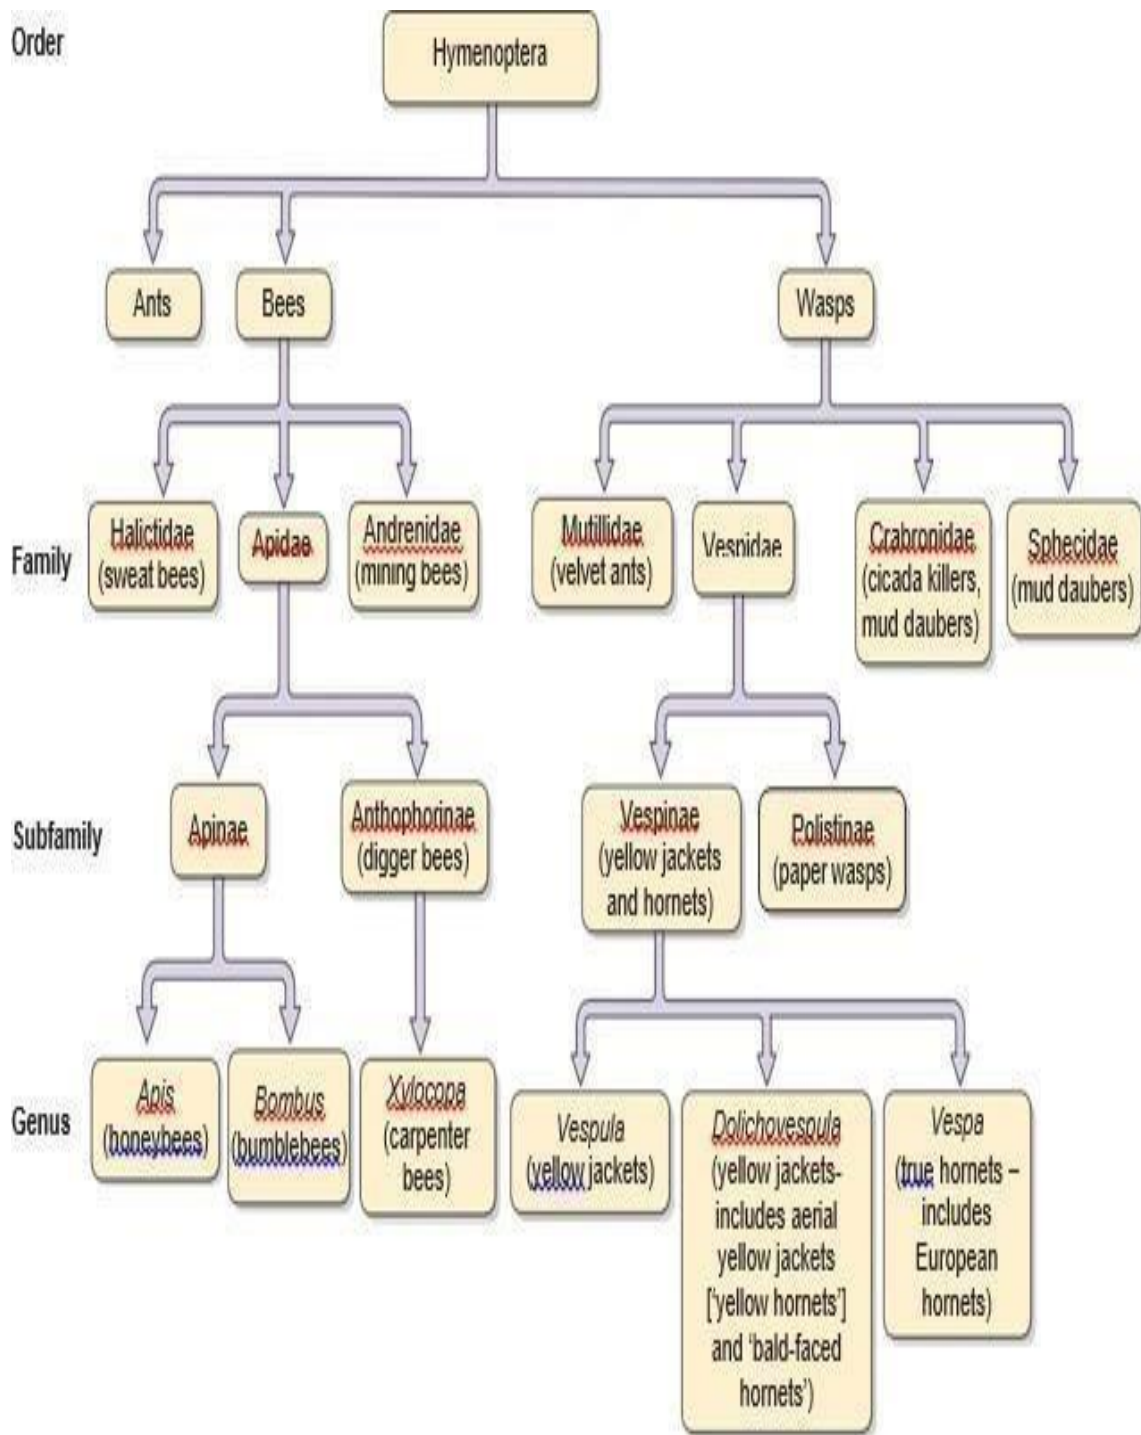 Order
Hymenoptera
Ants
Bees
Wasps
Family
Halictidae
(sweat bees)
Apidae
Andrenidae
(mining bees)
Mutillidae
(velvet ants)
Vespidae
Crabronidae
(cicada killers,
mud daubers)
Sphecidae
(mud daubers)
Subfamily
Apinae
Anthophorinae
(digger bees)
Vespinae
(yellow jackets
and hornets)
Polistinae
(paper wasps)
Genus
Apis
(honeybees)
Bombus
(bumblebees)
Xylocopa
(carpenter
bees)
Vespula
(yellow jackets)
Dolichovespula
(yellow jackets-
includes aerial
yellow jackets
[‘yellow hornets’]
and ‘bald-faced
hornets’)
Vespa
(true hornets –
includes
European
hornets)